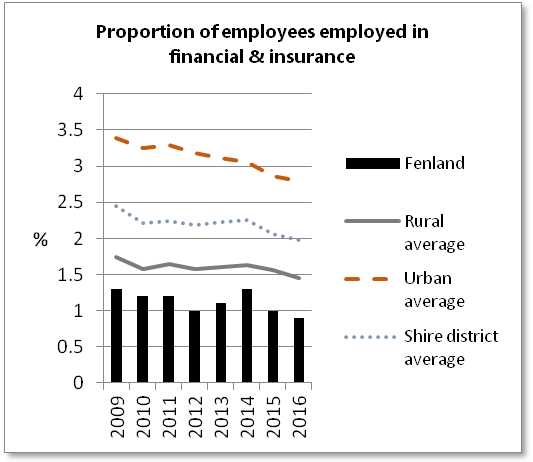 Proportion of employees employed in
financial & insurance
4
3.5
3
2.5
2
1.5
1
0.5
0
%
2009
2010
2011
2012
2013
2014
2015
2016
Fenland
Rural
average
Urban
average
Shire district
average